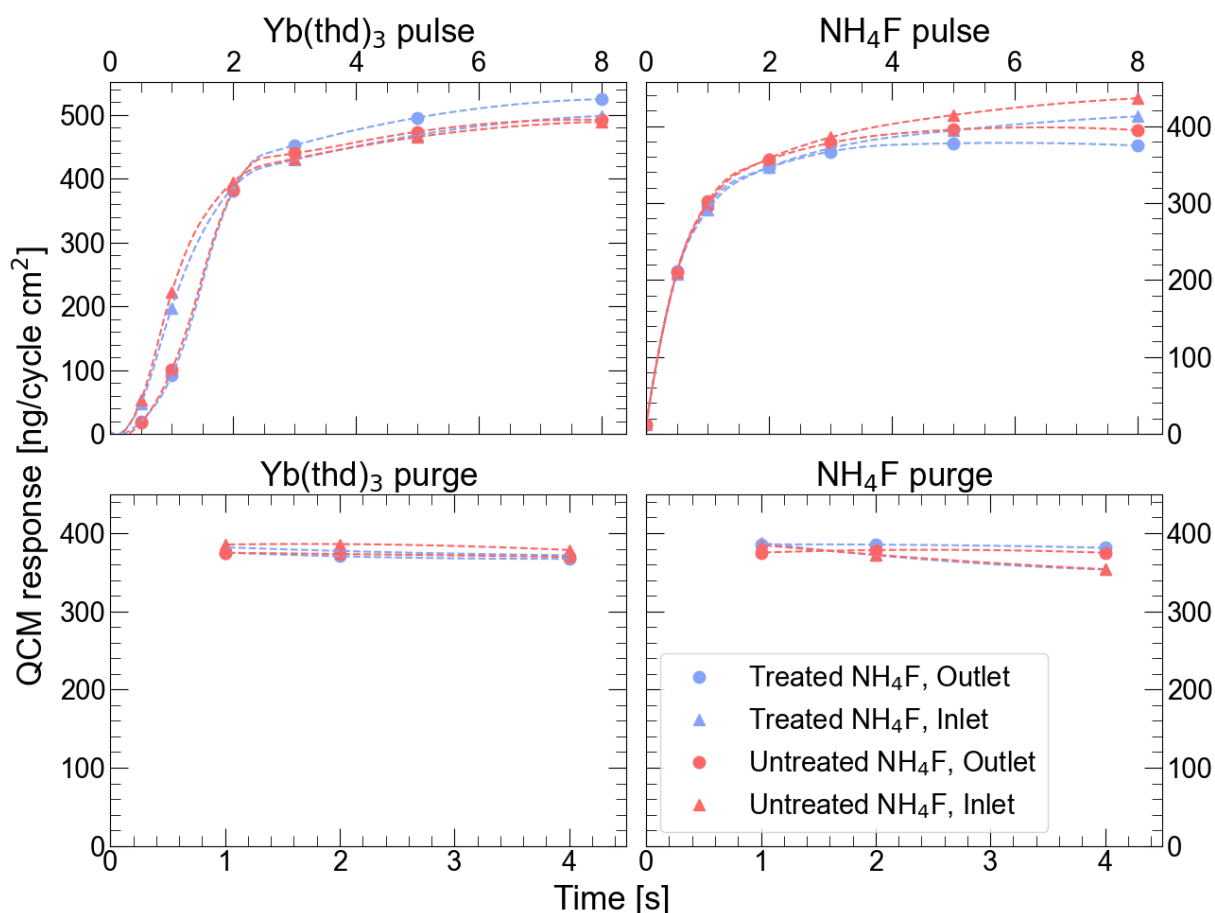 Yb(thd)₃ pulse
NH₄F pulse
0 2 4 6 8
0 2 4 6 8
500
400
300
200
100
0
400
300
200
100
0
QCM response [ng/cycle cm²]
Yb(thd)₃ purge
NH₄F purge
400
300
200
100
0
400
300
200
100
0
Treated NH₄F, Outlet
Treated NH₄F, Inlet
Untreated NH₄F, Outlet
Untreated NH₄F, Inlet
0 1 2 3 4
0 1 2 3 4
Time [s]